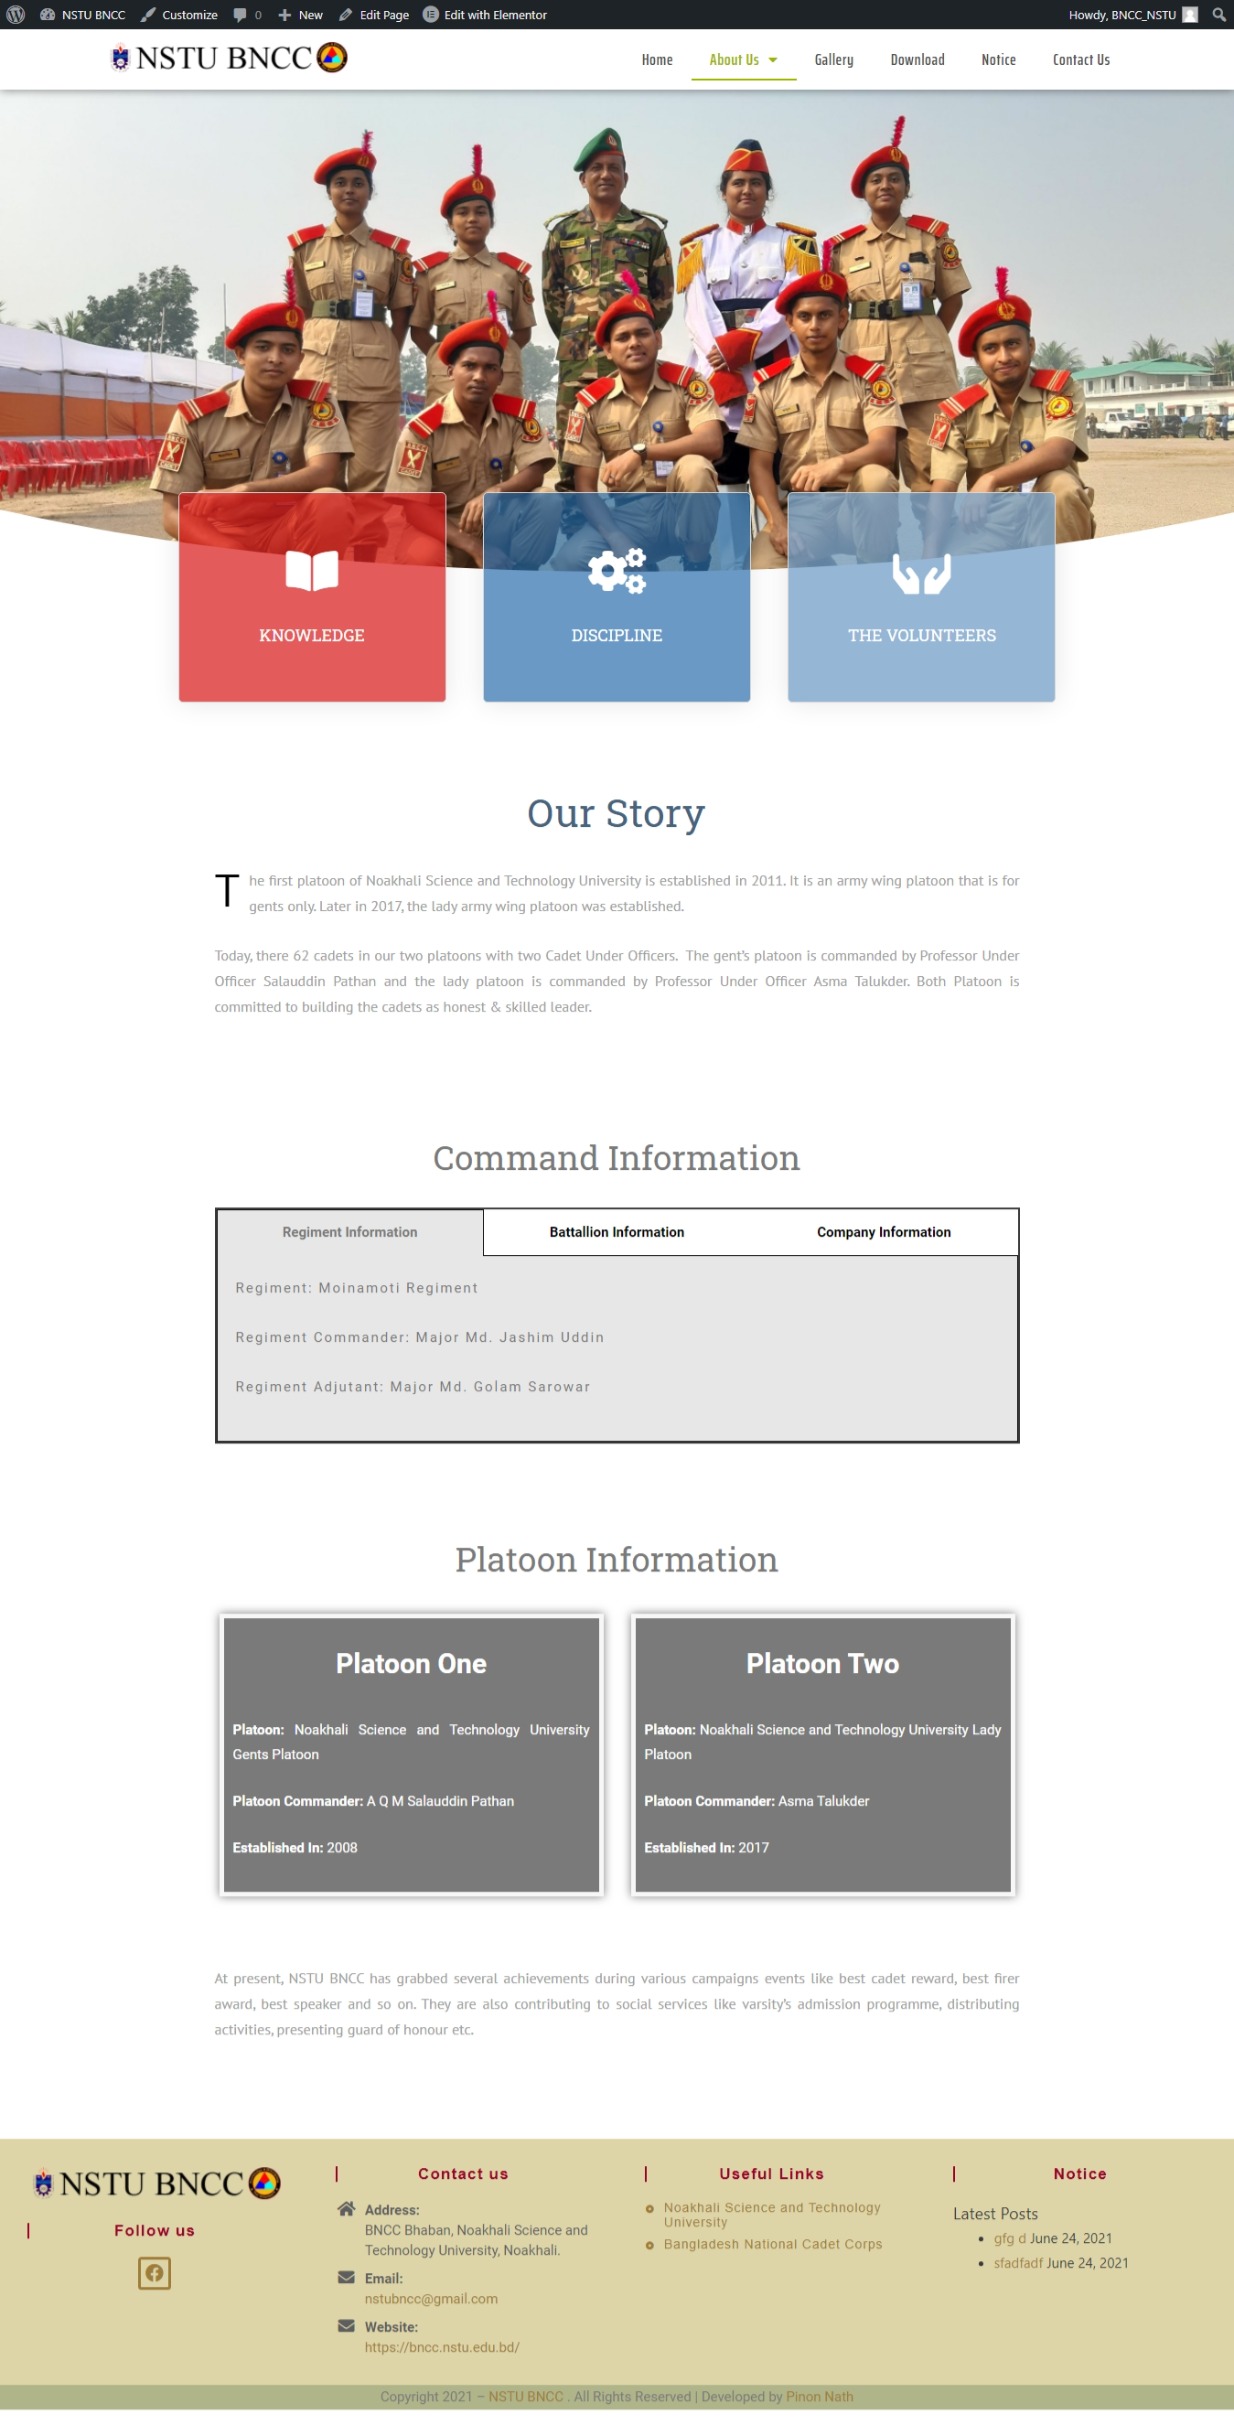 NSTU BNCC Customize 0 New Edit Page Edit with Elementor Howdy, BNCC_NSTU
NSTU BNCC Home About Us Gallery Download Notice Contact Us
KNOWLEDGE DISCIPLINE THE VOLUNTEERS
Our Story
The first platoon of Noakhali Science and Technology University is established in 2011. It is an army wing platoon that is for
gents only. Later in 2017, the lady army wing platoon was established.
Today, there 62 cadets in our two platoons with two Cadet Under Officers. The gent's platoon is commanded by Professor Under
Officer Salauddin Pathan and the lady platoon is commanded by Professor Under Officer Asma Talukder. Both Platoon is
committed to building the cadets as honest & skilled leader.
Command Information
Regiment Information Battallion Information Company Information
Regiment: Moinamoti Regiment
Regiment Commander: Major Md. Jashim Uddin
Regiment Adjutant: Major Md. Golam Sarowar
Platoon Information
Platoon One
Platoon: Noakhali Science and Technology University
Gents Platoon
Platoon Commander: A Q M Salauddin Pathan
Established In: 2008
Platoon Two
Platoon: Noakhali Science and Technology University Lady
Platoon
Platoon Commander: Asma Talukder
Established In: 2017
At present, NSTU BNCC has grabbed several achievements during various campaigns events like best cadet reward, best firer
award, best speaker and so on. They are also contributing to social services like varsity's admission programme, distributing
activities, presenting guard of honour etc.
NSTU BNCC
Follow us
Contact us
Address:
BNCC Bhaban, Noakhali Science and
Technology University, Noakhali.
Email:
nstubncc@gmail.com
Website:
https://bncc.nstu.edu.bd/
Useful Links
Noakhali Science and Technology
University
Bangladesh National Cadet Corps
Notice
Latest Posts
gfg d June 24, 2021
sfadfadf June 24, 2021
Copyright 2021 – NSTU BNCC . All Rights Reserved | Developed by Pinon Nath